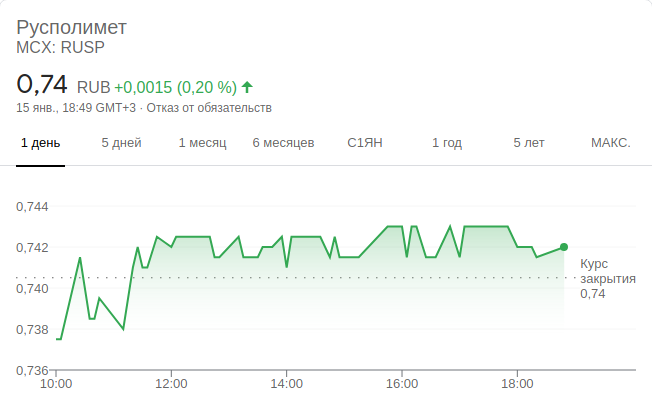 Русполимет
MCX: RUSP
0,74 RUB +0,0015 (0,20 %)
15 янв., 18:49 GMT+3 · Отказ от обязательств
1 день 5 дней 1 месяц 6 месяцев С1ЯН 1 год 5 лет МАКС.
0,744
0,742
Курс
закрытия
0,74
0,740
0,738
0,736
10:00 12:00 14:00 16:00 18:00